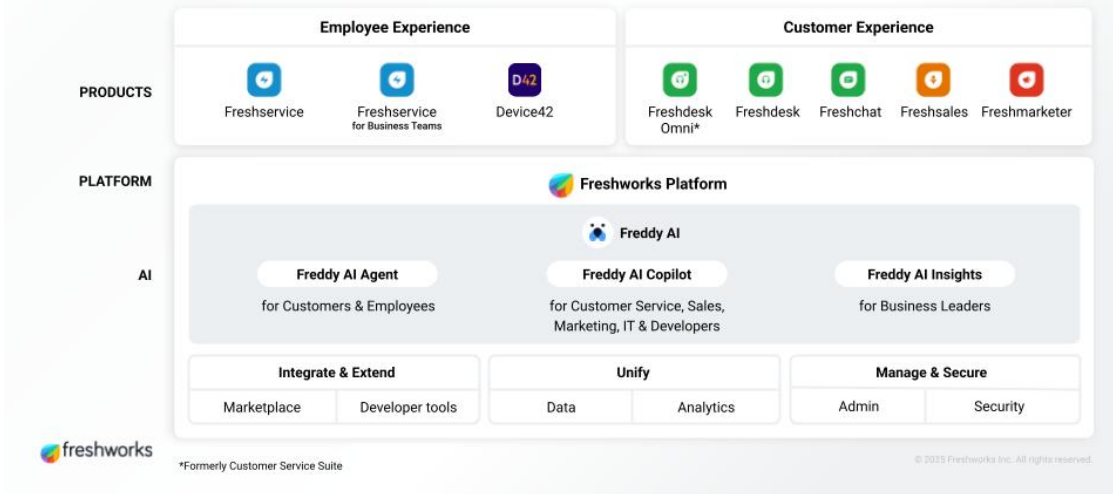 Employee Experience
Customer Experience
PRODUCTS
D42
Freshservice
Freshservice
for Business Teams
Device42
Freshdesk
Omni*
Freshdesk
Freshchat
Freshsales
Freshmarketer
PLATFORM
Freshworks Platform
Freddy AI
AI
Freddy AI Agent
for Customers & Employees
Freddy AI Copilot
for Customer Service, Sales,
Marketing, IT & Developers
Freddy AI Insights
for Business Leaders
Integrate & Extend
Marketplace
Developer tools
Unify
Data
Analytics
Manage & Secure
Admin
Security
freshworks
*Formerly Customer Service Suite
© 2025 Freshworks Inc. All rights reserved.